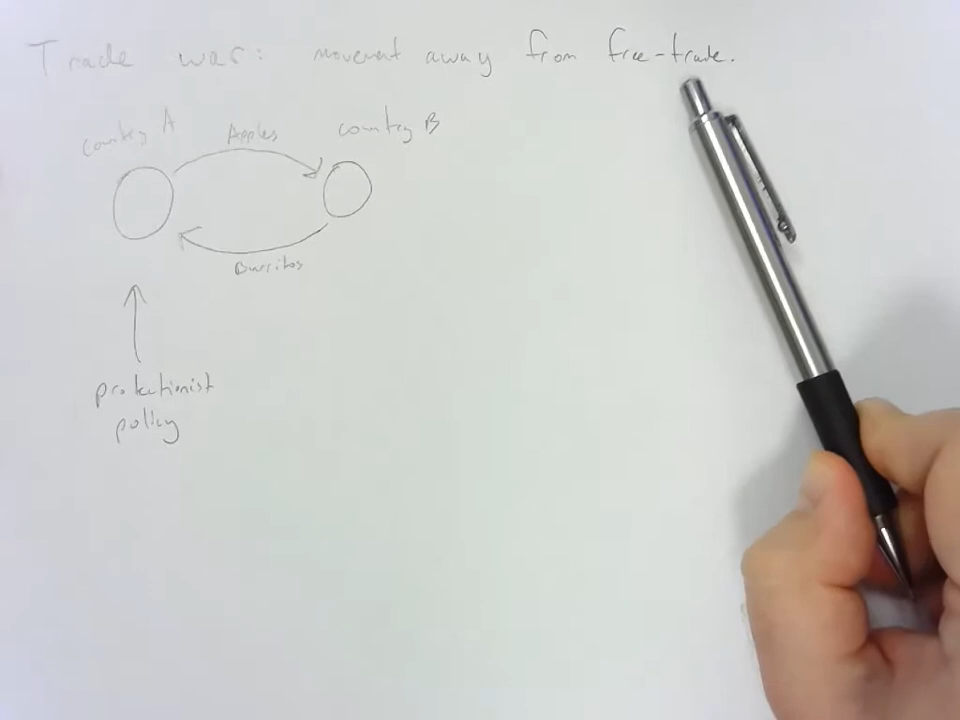 Trade war: movement away from free-trade.
country A
Apples
country B
Burritos
protectionist
policy